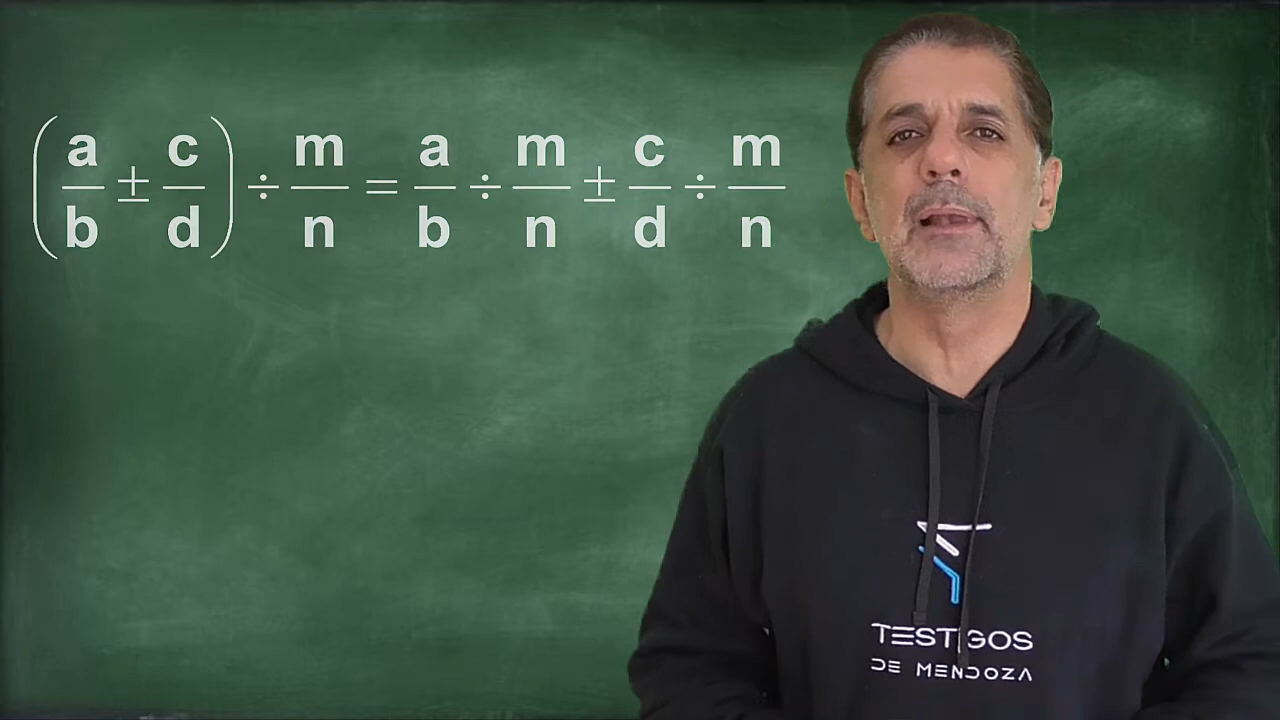 (a/b ± c/d) ÷ m/n = a/b ÷ m/n ± c/d ÷ m/n
TESTIGOS
DE MENDOZA